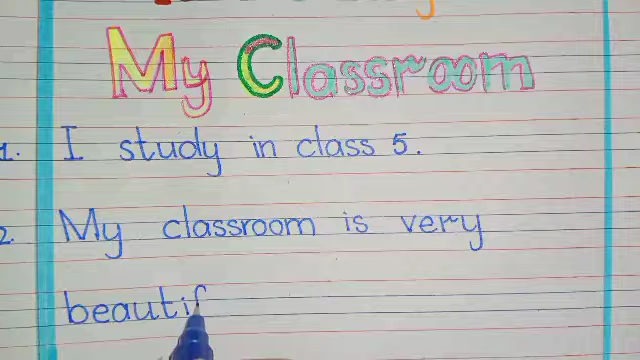 My Classroom
1. I study in class 5.
2. My classroom is very
beautif